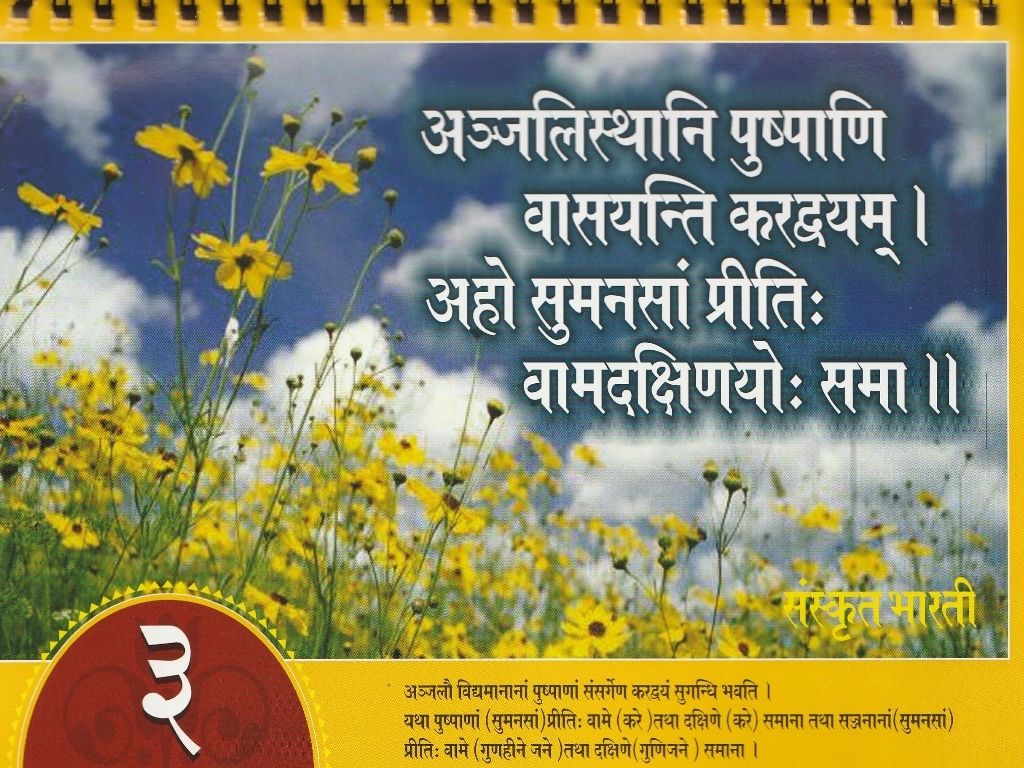 अञ्जलिस्थानि पुष्पाणि
वासयन्ति करद्वयम् ।
अहो सुमनसां प्रीतिः
वामदक्षिणयोः समा ।।
संस्कृत भारती
३
अञ्जलौ विद्यमानानां पुष्पाणां संसर्गेण करद्वयं सुगन्धि भवति ।
यथा पुष्पाणां (सुमनसां)प्रीतिः वामे (करे )तथा दक्षिणे (करे) समाना तथा सज्जनानां(सुमनसां)
प्रीतिः वामे (गुणहीने जने )तथा दक्षिणे(गुणिजने ) समाना ।